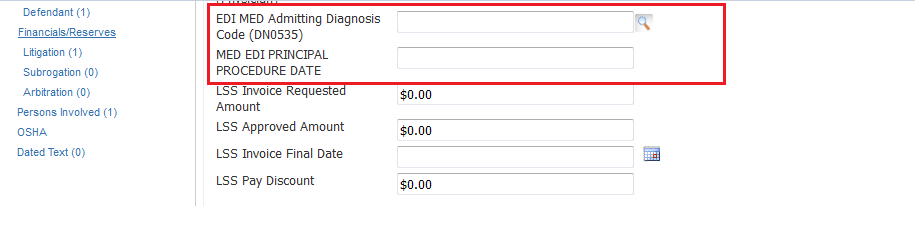 Defendant (1)
Financials/Reserves
Litigation (1)
Subrogation (0)
Arbitration (0)
Persons Involved (1)
OSHA
Dated Text (0)
EDI MED Admitting Diagnosis
Code (DN0535)
MED EDI PRINCIPAL
PROCEDURE DATE
LSS Invoice Requested
Amount
$0.00
LSS Approved Amount
$0.00
LSS Invoice Final Date
LSS Pay Discount
$0.00